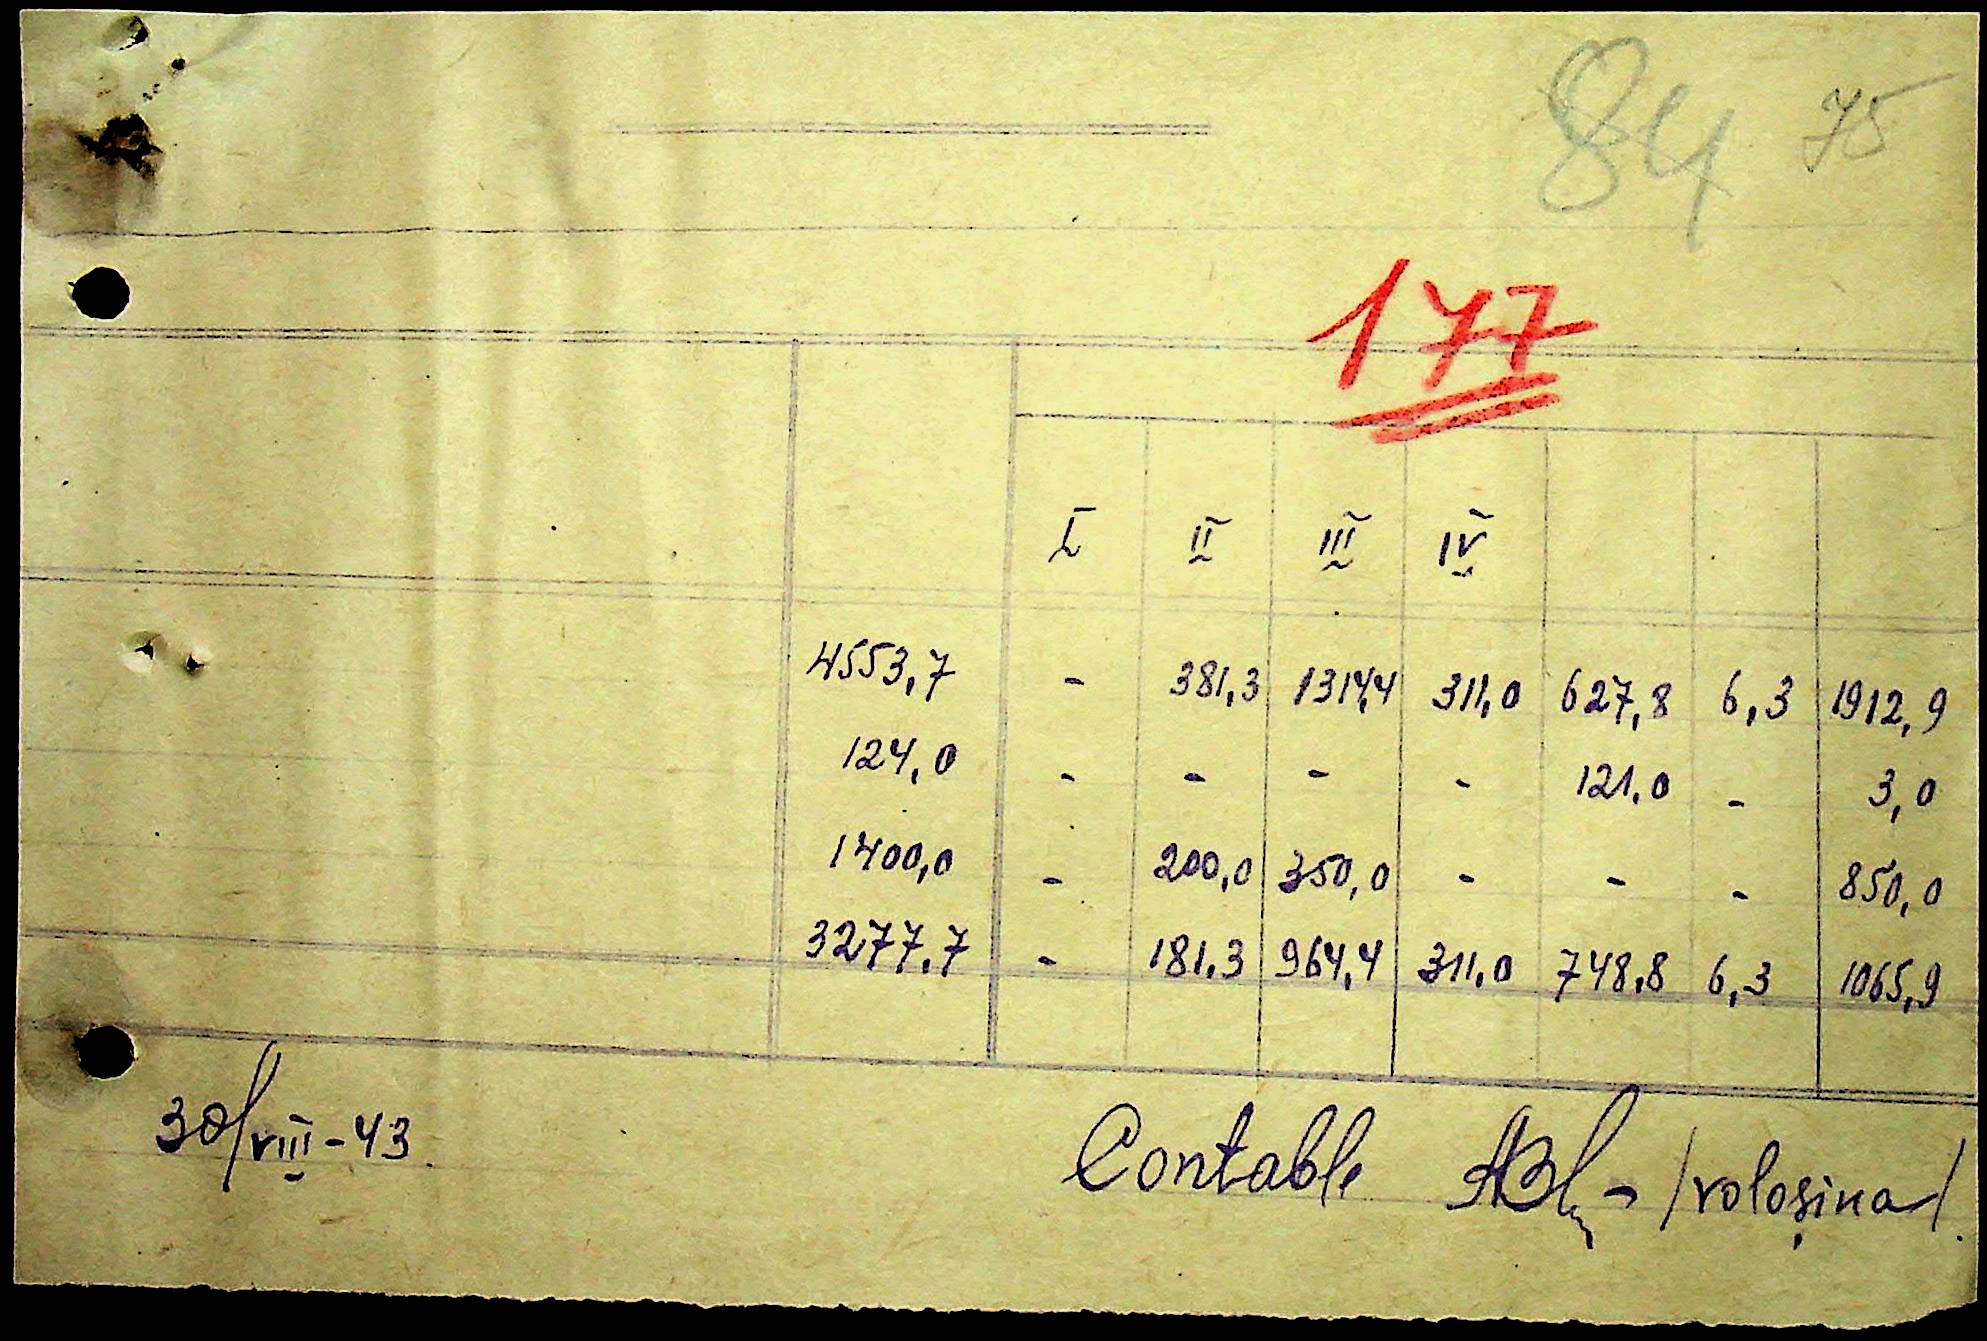 84 75
177
I II III IV
4553,7 - 381,3 1314,4 311,0 627,8 6,3 1912,9
124,0 - - - - 121,0 - 3,0
1400,0 - 200,0 350,0 - - - 850,0
3277,7 - 181,3 964,4 311,0 748,8 6,3 1065,9
30/VIII-43.
Contable /voloșina/.